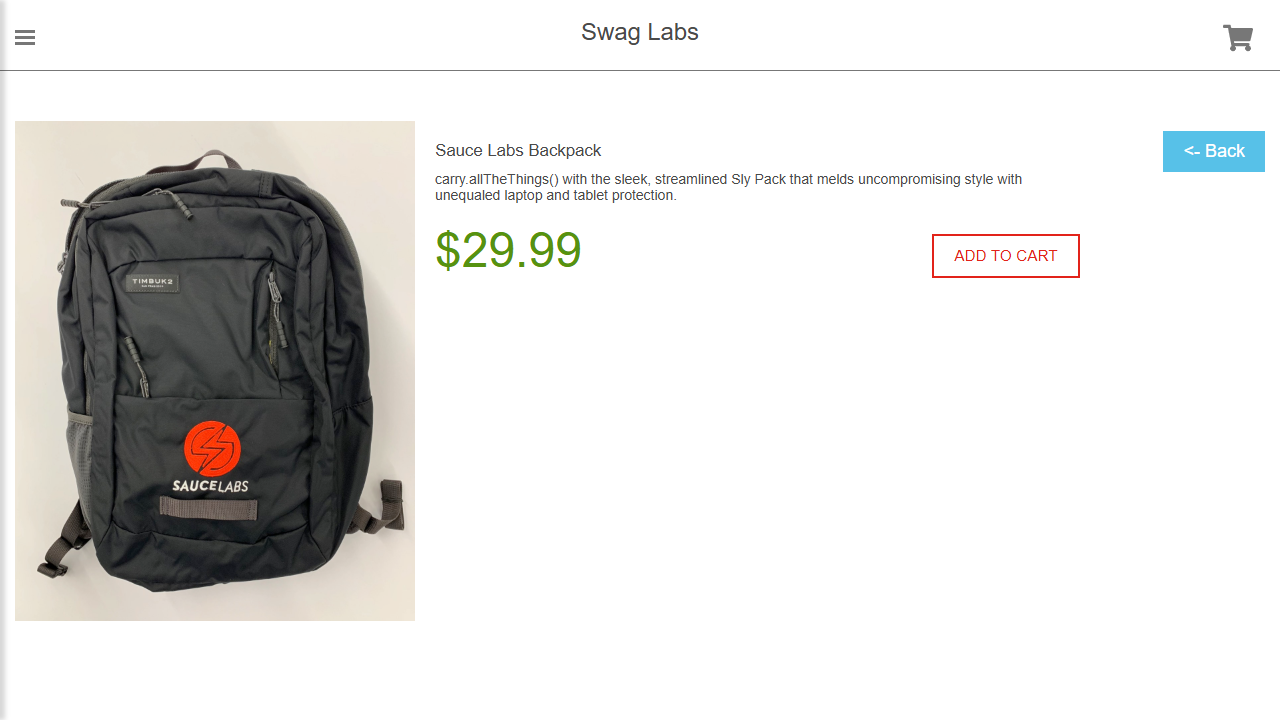 Swag Labs
Sauce Labs Backpack
<- Back
carry.allTheThings() with the sleek, streamlined Sly Pack that melds uncompromising style with
unequaled laptop and tablet protection.
$29.99
ADD TO CART
TIMBUK2
SAUCELABS